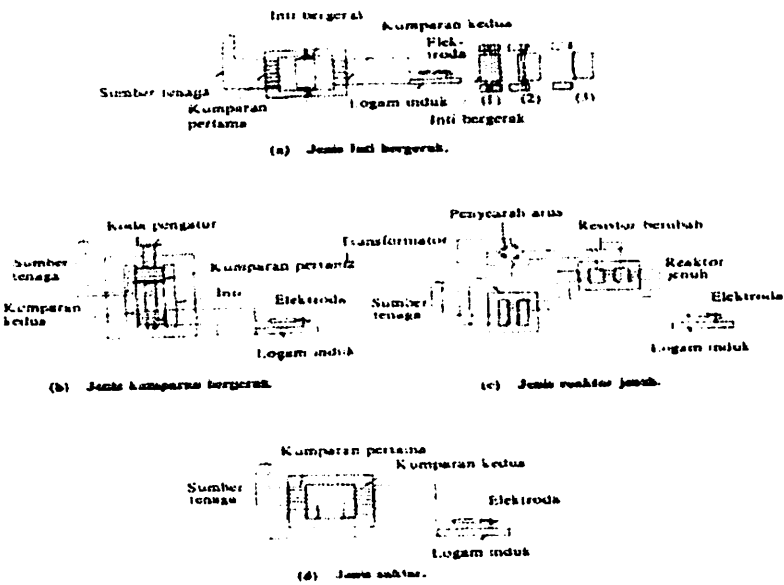 Inti bergerak
Kumparan kedua
Elek-
troda
Sumber tenaga
Kumparan
pertama
Logam induk
(1) (2) (3)
Inti bergerak
(a) Jenis Inti bergerak.
Roda pengatur
Sumber
tenaga
Kumparan pertama
Inti
Kumparan
kedua
Elektroda
Logam induk
(b) Jenis kumparan bergerak.
Penyearah arus
Resistor berubah
Transformator
Reaktor
jenuh
Sumber
tenaga
Elektroda
Logam induk
(c) Jenis reaktor jenuh.
Kumparan pertama
Kumparan kedua
Sumber
tenaga
Elektroda
Logam induk
(d) Jenis